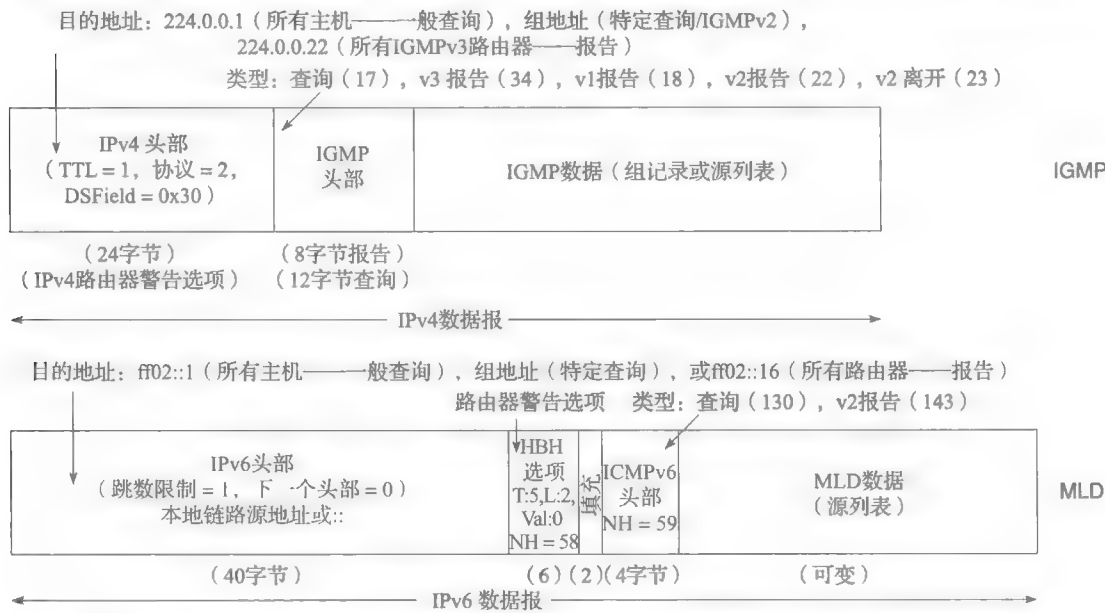 目的地址：224.0.0.1（所有主机——一般查询），组地址（特定查询/IGMPv2），
224.0.0.22（所有IGMPv3路由器——报告）
类型：查询（17），v3 报告（34），v1报告（18），v2报告（22），v2 离开（23）
IPv4 头部
（TTL = 1，协议 = 2，
DSField = 0x30）
IGMP
头部
IGMP数据（组记录或源列表）
IGMP
（24字节）
（IPv4路由器警告选项）
（8字节报告）
（12字节查询）
IPv4数据报
目的地址：ff02::1（所有主机——一般查询），组地址（特定查询），或ff02::16（所有路由器——报告）
路由器警告选项
类型：查询（130），v2报告（143）
IPv6头部
（跳数限制 = 1，下一个头部 = 0）
本地链路源地址或::
HBH
选项
T:5,L:2,
Val:0
NH = 58
填充
ICMPv6
头部
NH = 59
MLD数据
（源列表）
MLD
（40字节）
（6）
（2）
（4字节）
（可变）
IPv6 数据报